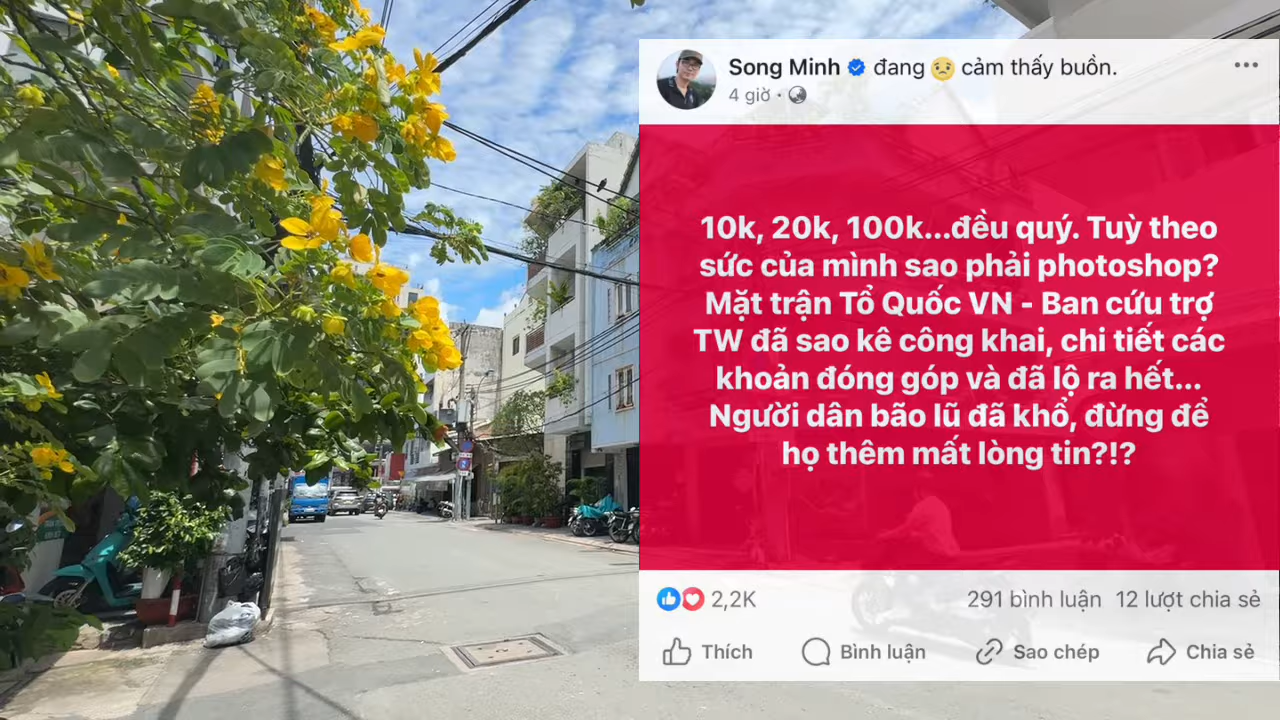 Song Minh đang 😟 cảm thấy buồn.
4 giờ ·
10k, 20k, 100k...đều quý. Tuỳ theo
sức của mình sao phải photoshop?
Mặt trận Tổ Quốc VN - Ban cứu trợ
TW đã sao kê công khai, chi tiết các
khoản đóng góp và đã lộ ra hết...
Người dân bão lũ đã khổ, đừng để
họ thêm mất lòng tin?!?
2,2K 291 bình luận 12 lượt chia sẻ
Thích Bình luận Sao chép Chia sẻ